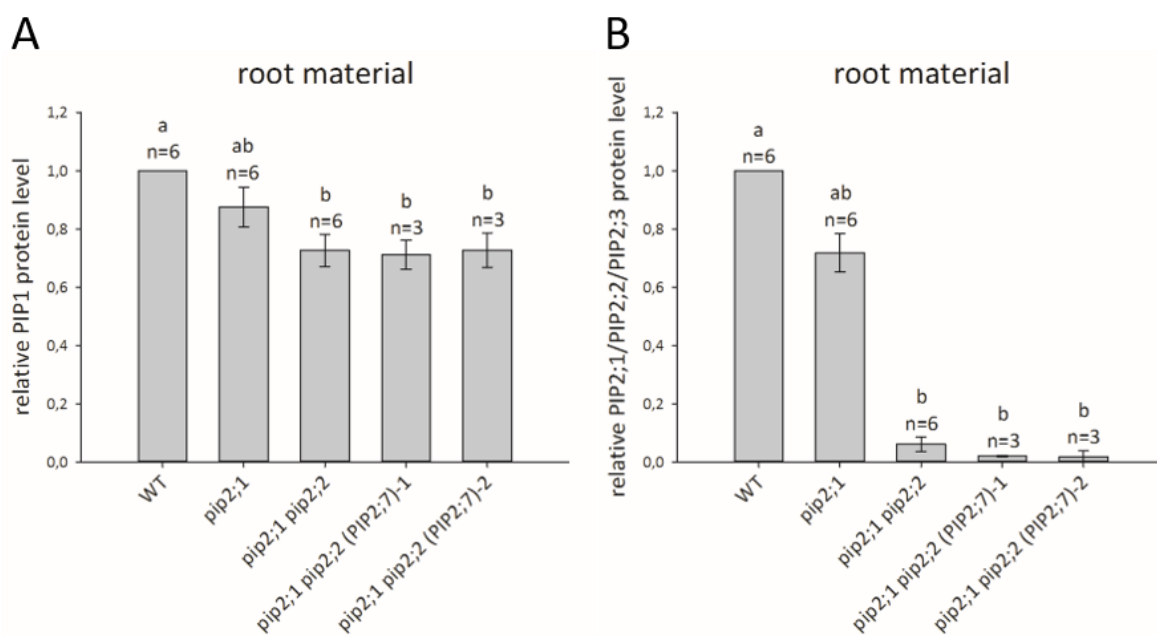 A
root material
relative PIP1 protein level
1,2
1,0
0,8
0,6
0,4
0,2
0,0
a
n=6
ab
n=6
b
n=6
b
n=3
b
n=3
WT
pip2;1
pip2;1 pip2;2
pip2;1 pip2;2 (PIP2;7)-1
pip2;1 pip2;2 (PIP2;7)-2
B
root material
relative PIP2;1/PIP2;2/PIP2;3 protein level
1,2
1,0
0,8
0,6
0,4
0,2
0,0
a
n=6
ab
n=6
b
n=6
b
n=3
b
n=3
WT
pip2;1
pip2;1 pip2;2
pip2;1 pip2;2 (PIP2;7)-1
pip2;1 pip2;2 (PIP2;7)-2